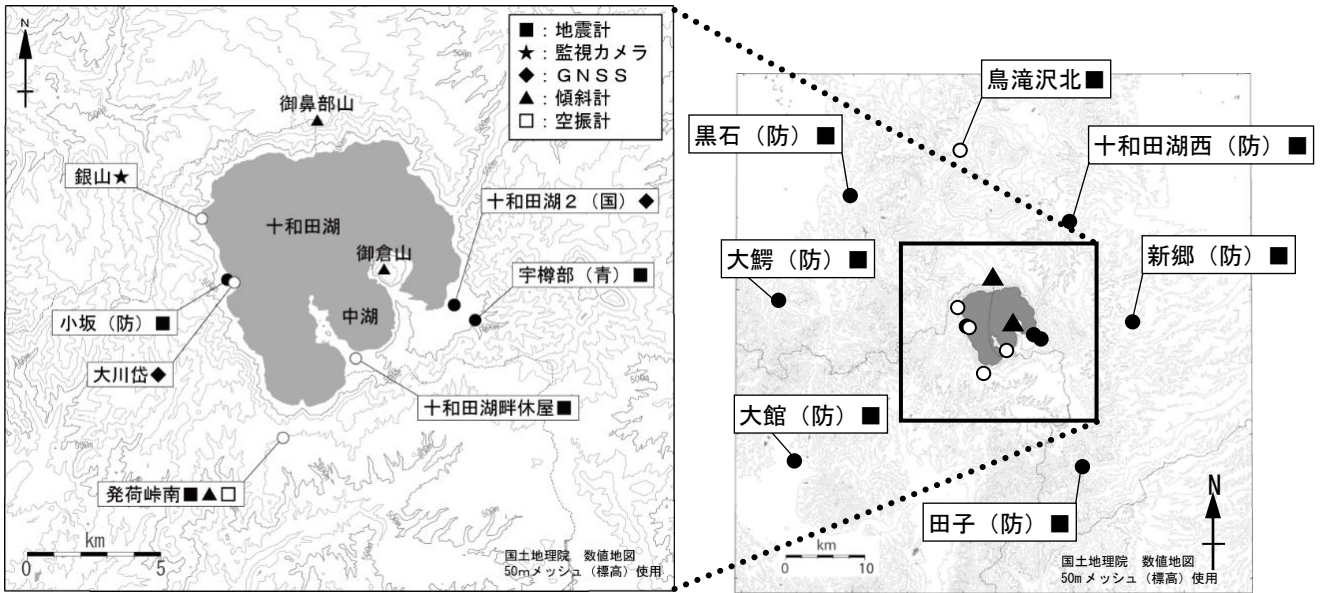 N
■：地震計
★：監視カメラ
◆：ＧＮＳＳ
▲：傾斜計
□：空振計
御鼻部山
500m
銀山★
十和田湖
十和田湖２（国）◆
御倉山
宇樽部（青）■
中湖
小坂（防）■
大川岱◆
十和田湖畔休屋■
500m
発荷峠南■▲□
500m
km
0 5
国土地理院　数値地図
50mメッシュ（標高）使用
鳥滝沢北■
黒石（防）■
十和田湖西（防）■
大鰐（防）■
新郷（防）■
大館（防）■
田子（防）■
N
km
0 10
国土地理院　数値地図
50mメッシュ（標高）使用